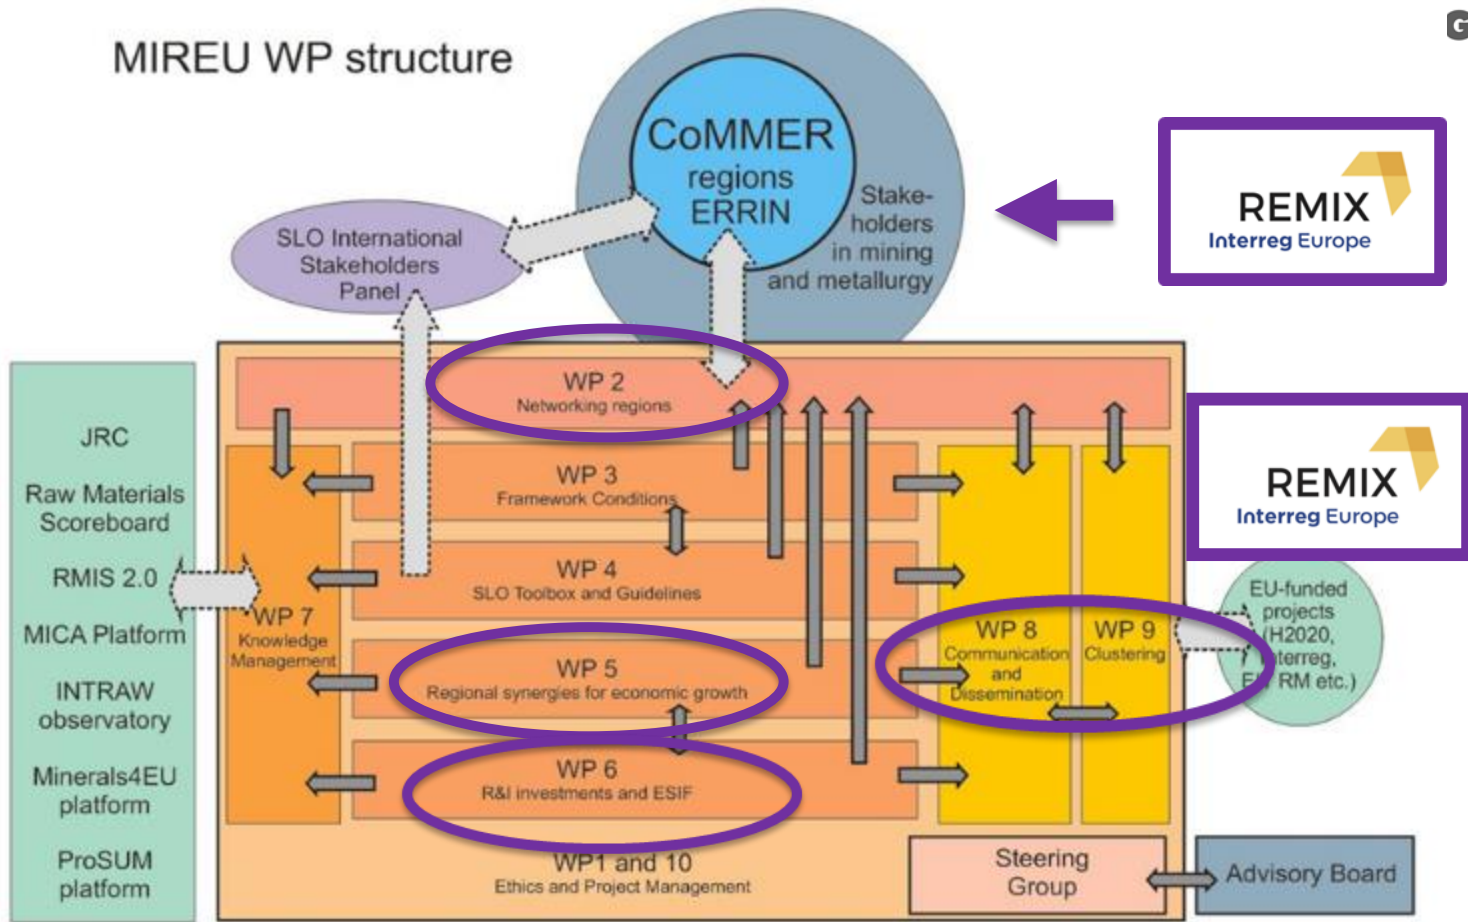 MIREU WP structure
G
CoMMER
regions
ERRIN
Stake-
holders
in mining
and metallurgy
SLO International
Stakeholders
Panel
REMIX
Interreg Europe
JRC
Raw Materials
Scoreboard
RMIS 2.0
MICA Platform
INTRAW
observatory
Minerals4EU
platform
ProSUM
platform
WP 2
Networking regions
WP 3
Framework Conditions
WP 4
SLO Toolbox and Guidelines
WP 5
Regional synergies for economic growth
WP 6
R&I investments and ESIF
WP 7
Knowledge
Management
WP 8
Communication
and
Dissemination
WP 9
Clustering
REMIX
Interreg Europe
EU-funded
projects
(H2020,
Interreg,
RM etc.)
WP1 and 10
Ethics and Project Management
Steering
Group
Advisory Board